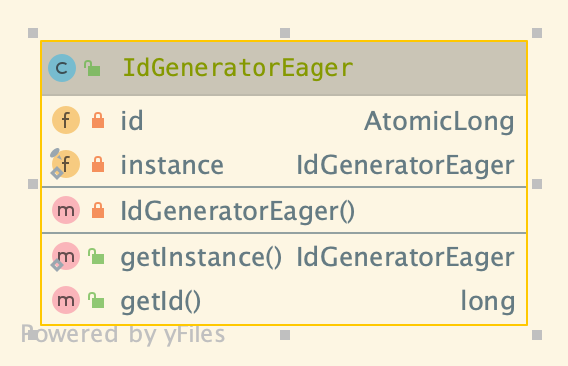 C IdGeneratorEager
f id AtomicLong
f instance IdGeneratorEager
m IdGeneratorEager()
m getInstance() IdGeneratorEager
m getId() long
Powered by yFiles